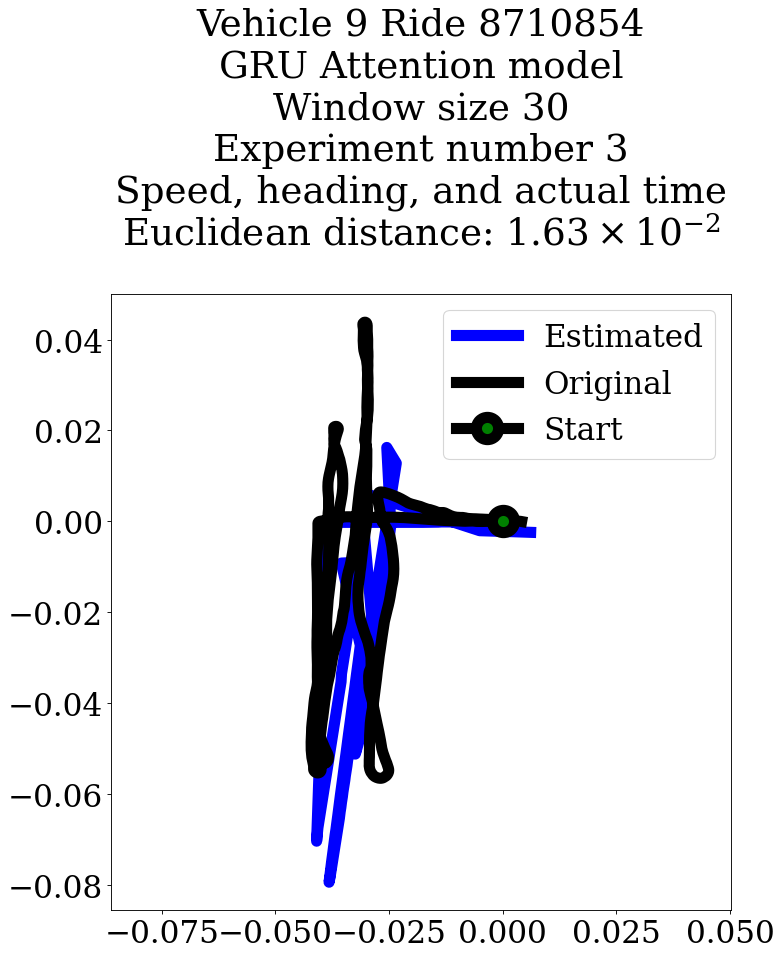 Vehicle 9 Ride 8710854
GRU Attention model
Window size 30
Experiment number 3
Speed, heading, and actual time
Euclidean distance: 1.63 × 10⁻²
Estimated
Original
Start
0.04
0.02
0.00
−0.02
−0.04
−0.06
−0.08
−0.075 −0.050 −0.025 0.000 0.025 0.050